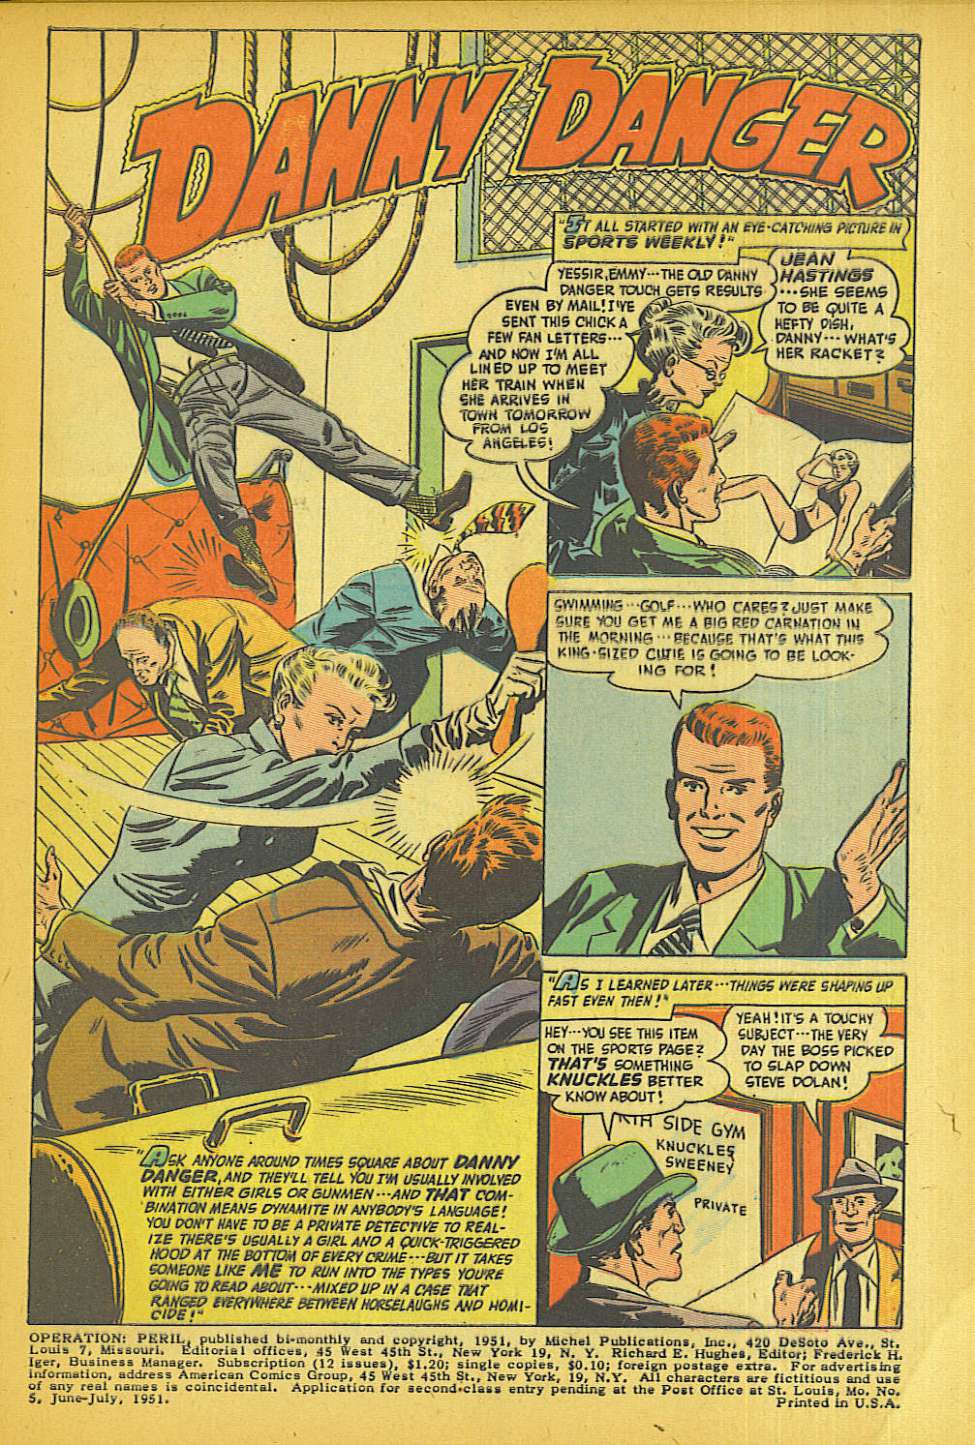 DANNY DANGER
"IT ALL STARTED WITH AN EYE-CATCHING PICTURE IN
SPORTS WEEKLY!"
YESSIR, EMMY---THE OLD DANNY
DANGER TOUCH GETS RESULTS
EVEN BY MAIL! I'VE
SENT THIS CHICK A
FEW FAN LETTERS---
AND NOW I'M ALL
LINED UP TO MEET
HER TRAIN WHEN
SHE ARRIVES IN
TOWN TOMORROW
FROM LOS
ANGELES!
JEAN
HASTINGS
---SHE SEEMS
TO BE QUITE A
HEFTY DISH,
DANNY---WHAT'S
HER RACKET?
SWIMMING---GOLF---WHO CARES? JUST MAKE
SURE YOU GET ME A BIG RED CARNATION IN
THE MORNING---BECAUSE THAT'S WHAT THIS
KING-SIZED CUTIE IS GOING TO BE LOOK-
ING FOR!
"AS I LEARNED LATER---THINGS WERE SHAPING UP
FAST EVEN THEN!"
HEY---YOU SEE THIS ITEM
ON THE SPORTS PAGE?
THAT'S SOMETHING
KNUCKLES BETTER
KNOW ABOUT!
YEAH! IT'S A TOUCHY
SUBJECT---THE VERY
DAY THE BOSS PICKED
TO SLAP DOWN
STEVE DOLAN!
RTH SIDE GYM
KNUCKLES
SWEENEY
PRIVATE
"ASK ANYONE AROUND TIMES SQUARE ABOUT DANNY
DANGER, AND THEY'LL TELL YOU I'M USUALLY INVOLVED
WITH EITHER GIRLS OR GUNMEN---AND THAT COM-
BINATION MEANS DYNAMITE IN ANYBODY'S LANGUAGE!
YOU DON'T HAVE TO BE A PRIVATE DETECTIVE TO REAL-
IZE THERE'S USUALLY A GIRL AND A QUICK-TRIGGERED
HOOD AT THE BOTTOM OF EVERY CRIME---BUT IT TAKES
SOMEONE LIKE ME TO RUN INTO THE TYPES YOU'RE
GOING TO READ ABOUT---MIXED UP IN A CASE THAT
RANGED EVERYWHERE BETWEEN HORSELAUGHS AND HOMI-
CIDE!"
OPERATION: PERIL, published bi-monthly and copyright, 1951, by Michel Publications, Inc., 420 DeSoto Ave., St.
Louis 7, Missouri. Editorial offices, 45 West 45th St., New York 19, N. Y. Richard E. Hughes, Editor; Frederick H.
Iger, Business Manager. Subscription (12 issues), $1.20; single copies, $0.10; foreign postage extra. For advertising
information, address American Comics Group, 45 West 45th St., New York, 19, N.Y. All characters are fictitious and use
of any real names is coincidental. Application for second-class entry pending at the Post Office at St. Louis, Mo. No.
5, June-July, 1951. Printed in U.S.A.